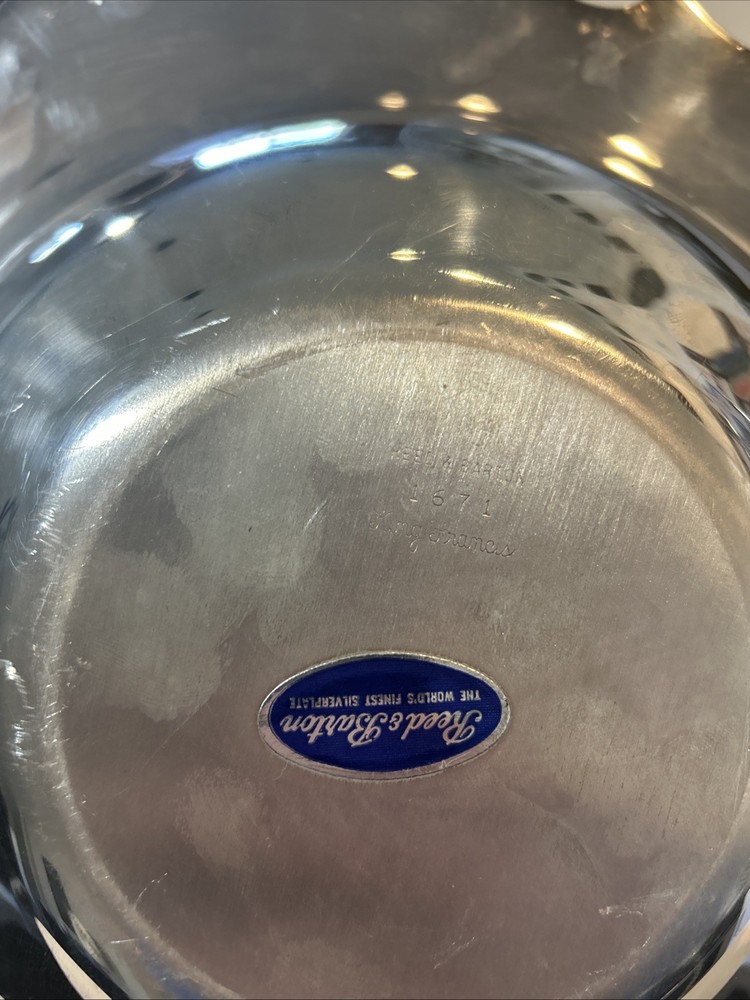 REED & BARTON
1671
King Francis
Reed & Barton
THE WORLD'S FINEST SILVERPLATE